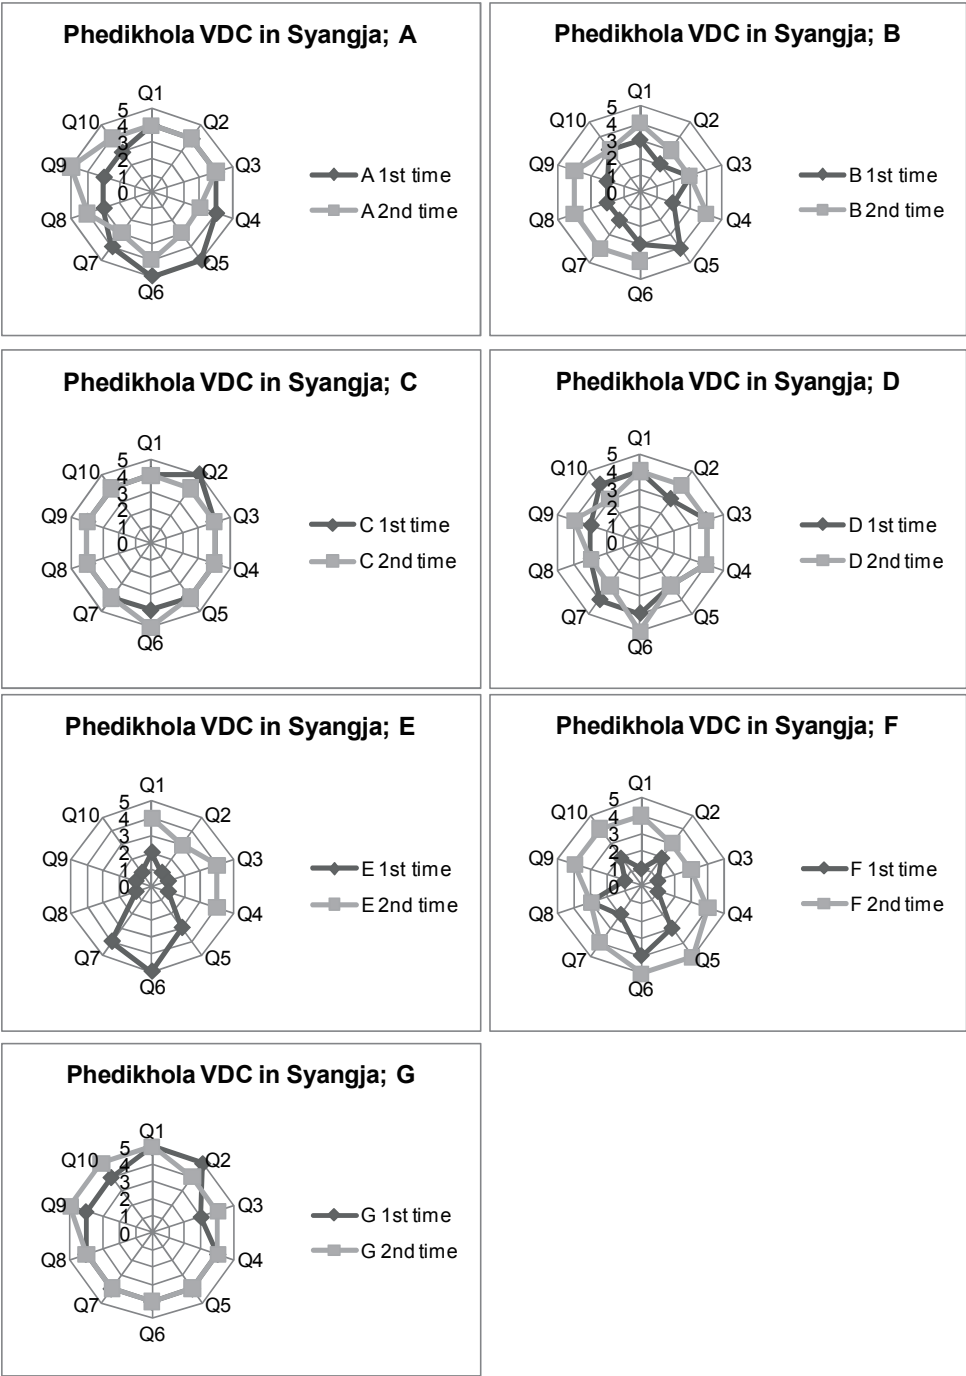 Phedikhola VDC in Syangja; A
Q1
Q2
Q3
Q4
Q5
Q6
Q7
Q8
Q9
Q10
5
4
3
2
1
0
A 1st time
A 2nd time
Phedikhola VDC in Syangja; B
Q1
Q2
Q3
Q4
Q5
Q6
Q7
Q8
Q9
Q10
5
4
3
2
1
0
B 1st time
B 2nd time
Phedikhola VDC in Syangja; C
Q1
Q2
Q3
Q4
Q5
Q6
Q7
Q8
Q9
Q10
5
4
3
2
1
0
C 1st time
C 2nd time
Phedikhola VDC in Syangja; D
Q1
Q2
Q3
Q4
Q5
Q6
Q7
Q8
Q9
Q10
5
4
3
2
1
0
D 1st time
D 2nd time
Phedikhola VDC in Syangja; E
Q1
Q2
Q3
Q4
Q5
Q6
Q7
Q8
Q9
Q10
5
4
3
2
1
0
E 1st time
E 2nd time
Phedikhola VDC in Syangja; F
Q1
Q2
Q3
Q4
Q5
Q6
Q7
Q8
Q9
Q10
5
4
3
2
1
0
F 1st time
F 2nd time
Phedikhola VDC in Syangja; G
Q1
Q2
Q3
Q4
Q5
Q6
Q7
Q8
Q9
Q10
5
4
3
2
1
0
G 1st time
G 2nd time